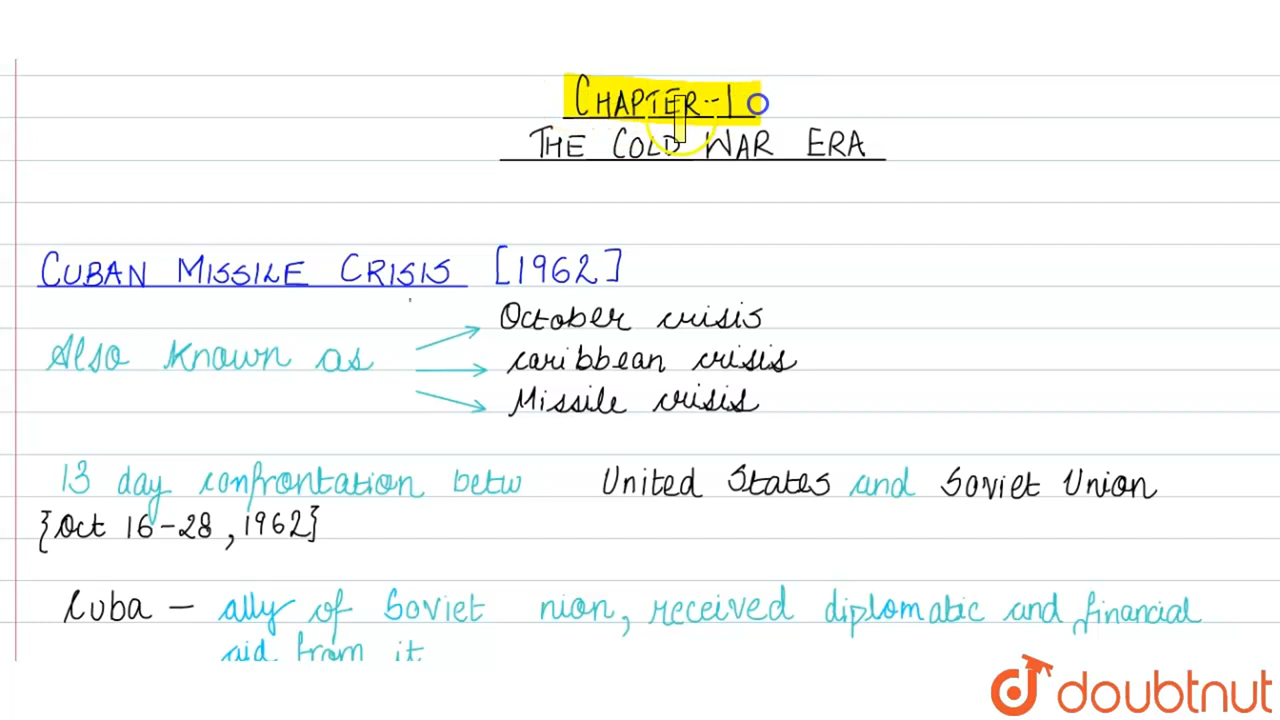 CHAPTER-1
THE COLD WAR ERA
CUBAN MISSILE CRISIS [1962]
Also known as
October crisis
caribbean crisis
Missile crisis
13 day confrontation betw United States and Soviet Union
{Oct 16-28, 1962}
Cuba - ally of Soviet nion, received diplomatic and financial
aid from it
doubtnut